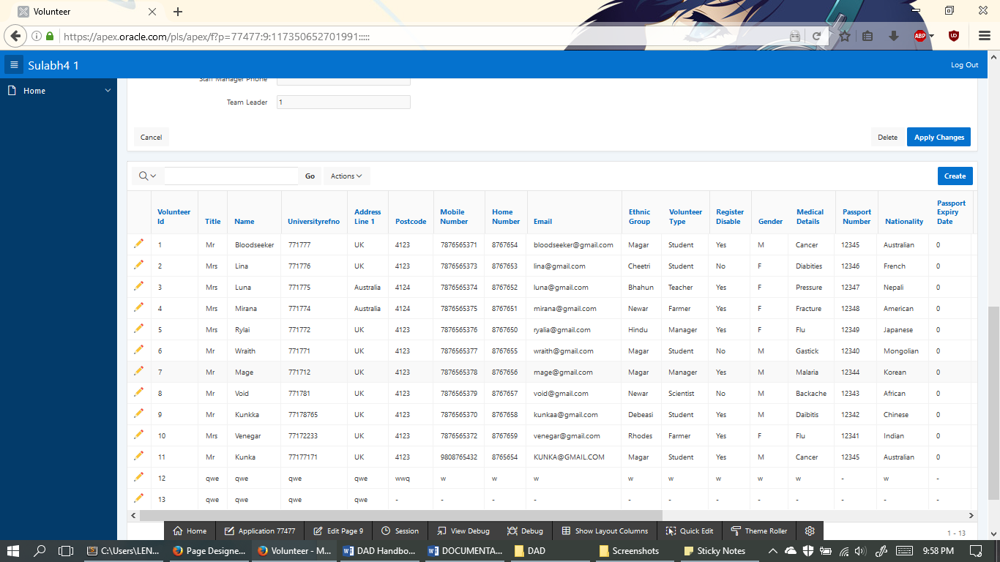 Volunteer
https://apex.oracle.com/pls/apex/f?p=77477:9:117350652701991:::::
ABP
Sulabh4 1
Log Out
Home
Staff Manager Phone
Team Leader 1
Cancel Delete Apply Changes
Go Actions Create
Volunteer Id Title Name Universityrefno Address Line 1 Postcode Mobile Number Home Number Email Ethnic Group Volunteer Type Register Disable Gender Medical Details Passport Number Nationality Passport Expiry Date
1 Mr Bloodseeker 771777 UK 4123 7876565371 8767654 bloodseeker@gmail.com Magar Student Yes M Cancer 12345 Australian 0
2 Mrs Lina 771776 UK 4123 7876565373 8767653 lina@gmail.com Cheetri Student No F Diabities 12346 French 0
3 Mrs Luna 771775 Australia 4124 7876565374 8767652 luna@gmail.com Bhahun Teacher Yes F Pressure 12347 Nepali 0
4 Mrs Mirana 771774 Australia 4124 7876565375 8767651 mirana@gmail.com Newar Farmer Yes F Fracture 12348 American 0
5 Mrs Rylai 771772 UK 4123 7876565376 8767650 ryalia@gmail.com Hindu Manager Yes F Flu 12349 Japanese 0
6 Mr Wraith 771771 UK 4123 7876565377 8767655 wraith@gmail.com Magar Student No M Gastick 12340 Mongolian 0
7 Mr Mage 771712 UK 4123 7876565378 8767656 mage@gmail.com Magar Manager Yes M Malaria 12344 Korean 0
8 Mr Void 771781 UK 4123 7876565379 8767657 void@gmail.com Newar Scientist No M Backache 12343 African 0
9 Mr Kunkka 77178765 UK 4123 7876565370 8767658 kunkaa@gmail.com Debeasi Student Yes M Daibitis 12342 Chinese 0
10 Mrs Venegar 77172233 UK 4123 7876565372 8767659 venegar@gmail.com Rhodes Farmer Yes F Flu 12341 Indian 0
11 Mr Kunka 77177171 UK 4123 9808765432 8765654 KUNKA@GMAIL.COM Magar Student Yes M Cancer 12345 Australian 0
12 qwe qwe qwe qwe wwq w w w w w w w w - w -
13 qwe qwe qwe qwe - - - - - - - - - - - -
Home Application 77477 Edit Page 9 Session View Debug Debug Show Layout Columns Quick Edit Theme Roller
1 - 13
C:\Users\LEN... Page Designe... Volunteer - M... DAD Handbo... DOCUMENTA... DAD Screenshots Sticky Notes 9:58 PM